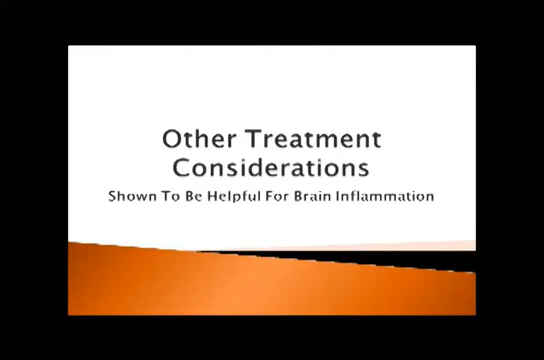 Other Treatment
Considerations
Shown To Be Helpful For Brain Inflammation